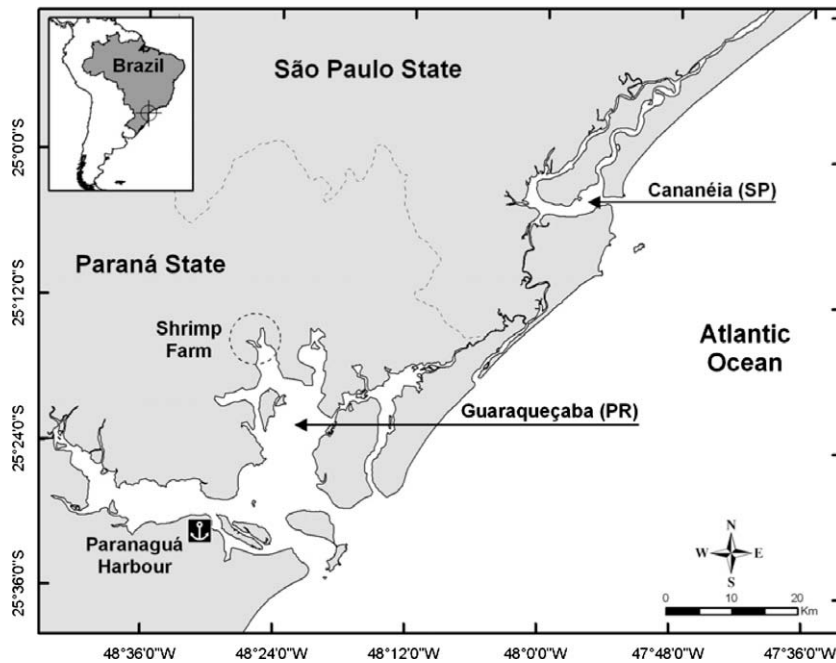 Brazil
São Paulo State
25°0'0"S
Cananéia (SP)
Paraná State
25°12'0"S
Shrimp
Farm
Atlantic
Ocean
Guaraqueçaba (PR)
25°24'0"S
Paranaguá
Harbour
N
W E
S
25°36'0"S
0 10 20
Km
48°36'0"W 48°24'0"W 48°12'0"W 48°0'0"W 47°48'0"W 47°36'0"W